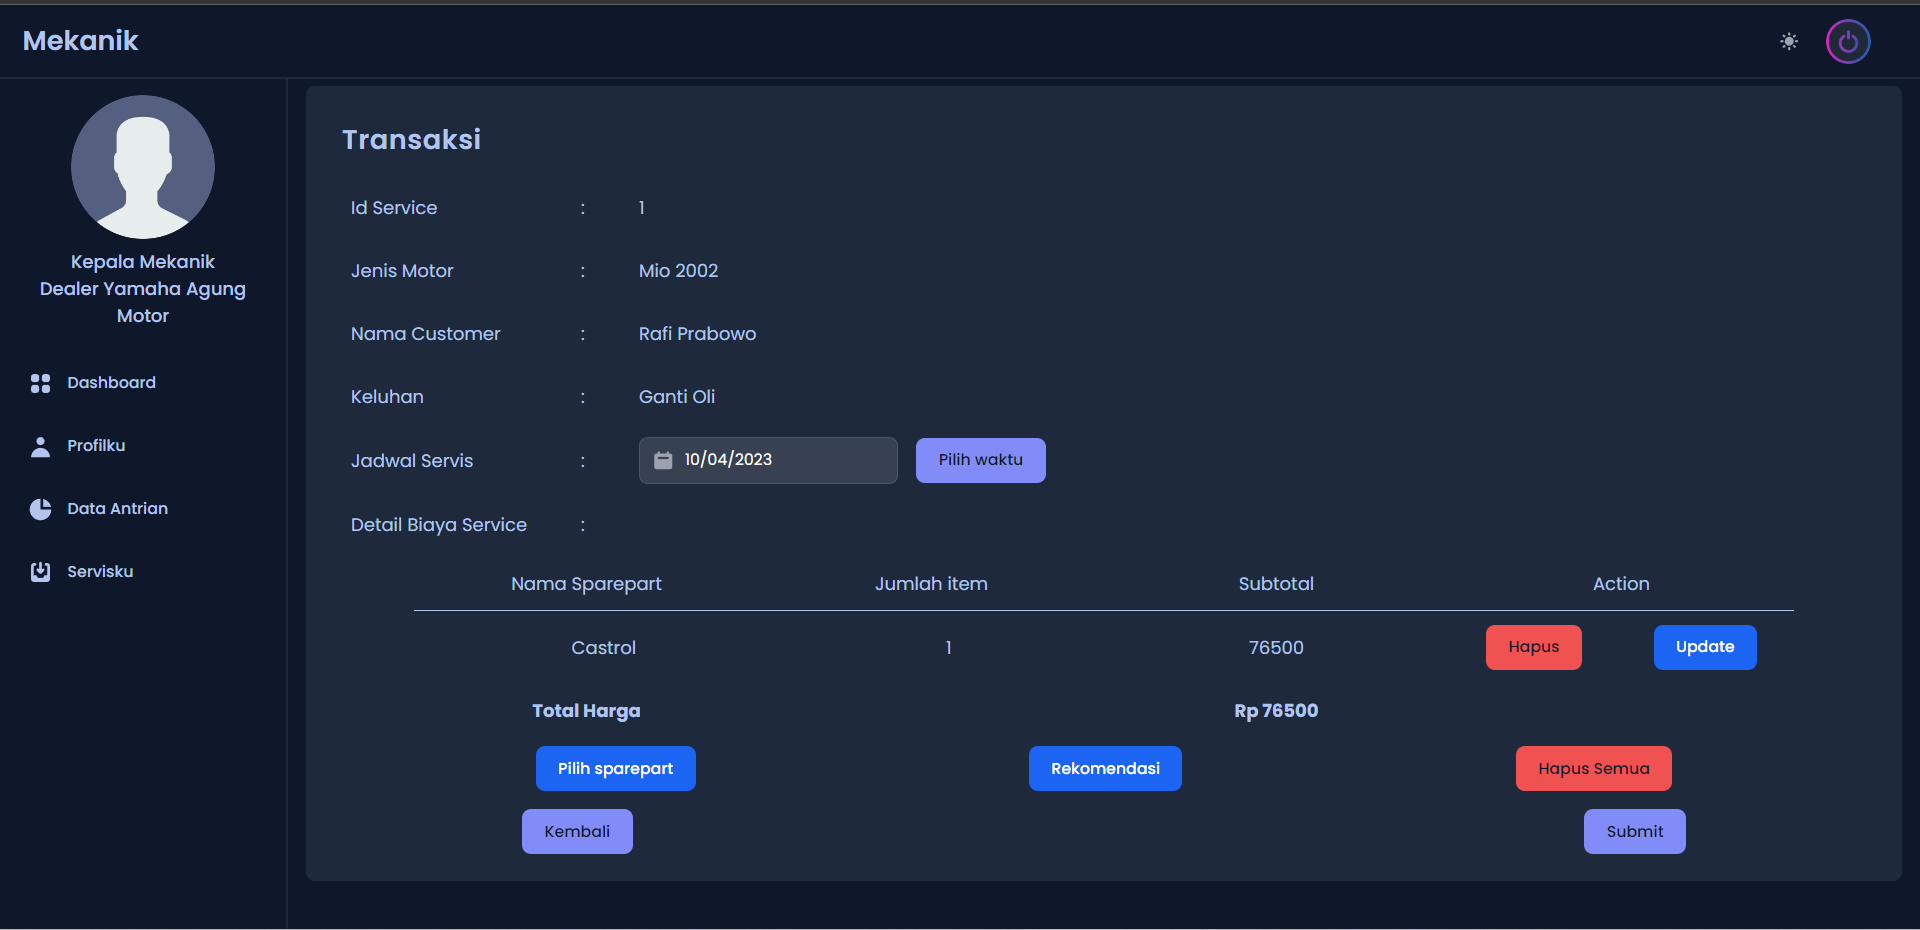 Mekanik
Kepala Mekanik
Dealer Yamaha Agung
Motor
Dashboard
Profilku
Data Antrian
Servisku
Transaksi
Id Service : 1
Jenis Motor : Mio 2002
Nama Customer : Rafi Prabowo
Keluhan : Ganti Oli
Jadwal Servis : 10/04/2023 Pilih waktu
Detail Biaya Service :
Nama Sparepart Jumlah item Subtotal Action
Castrol 1 76500 Hapus Update
Total Harga Rp 76500
Pilih sparepart Rekomendasi Hapus Semua
Kembali Submit